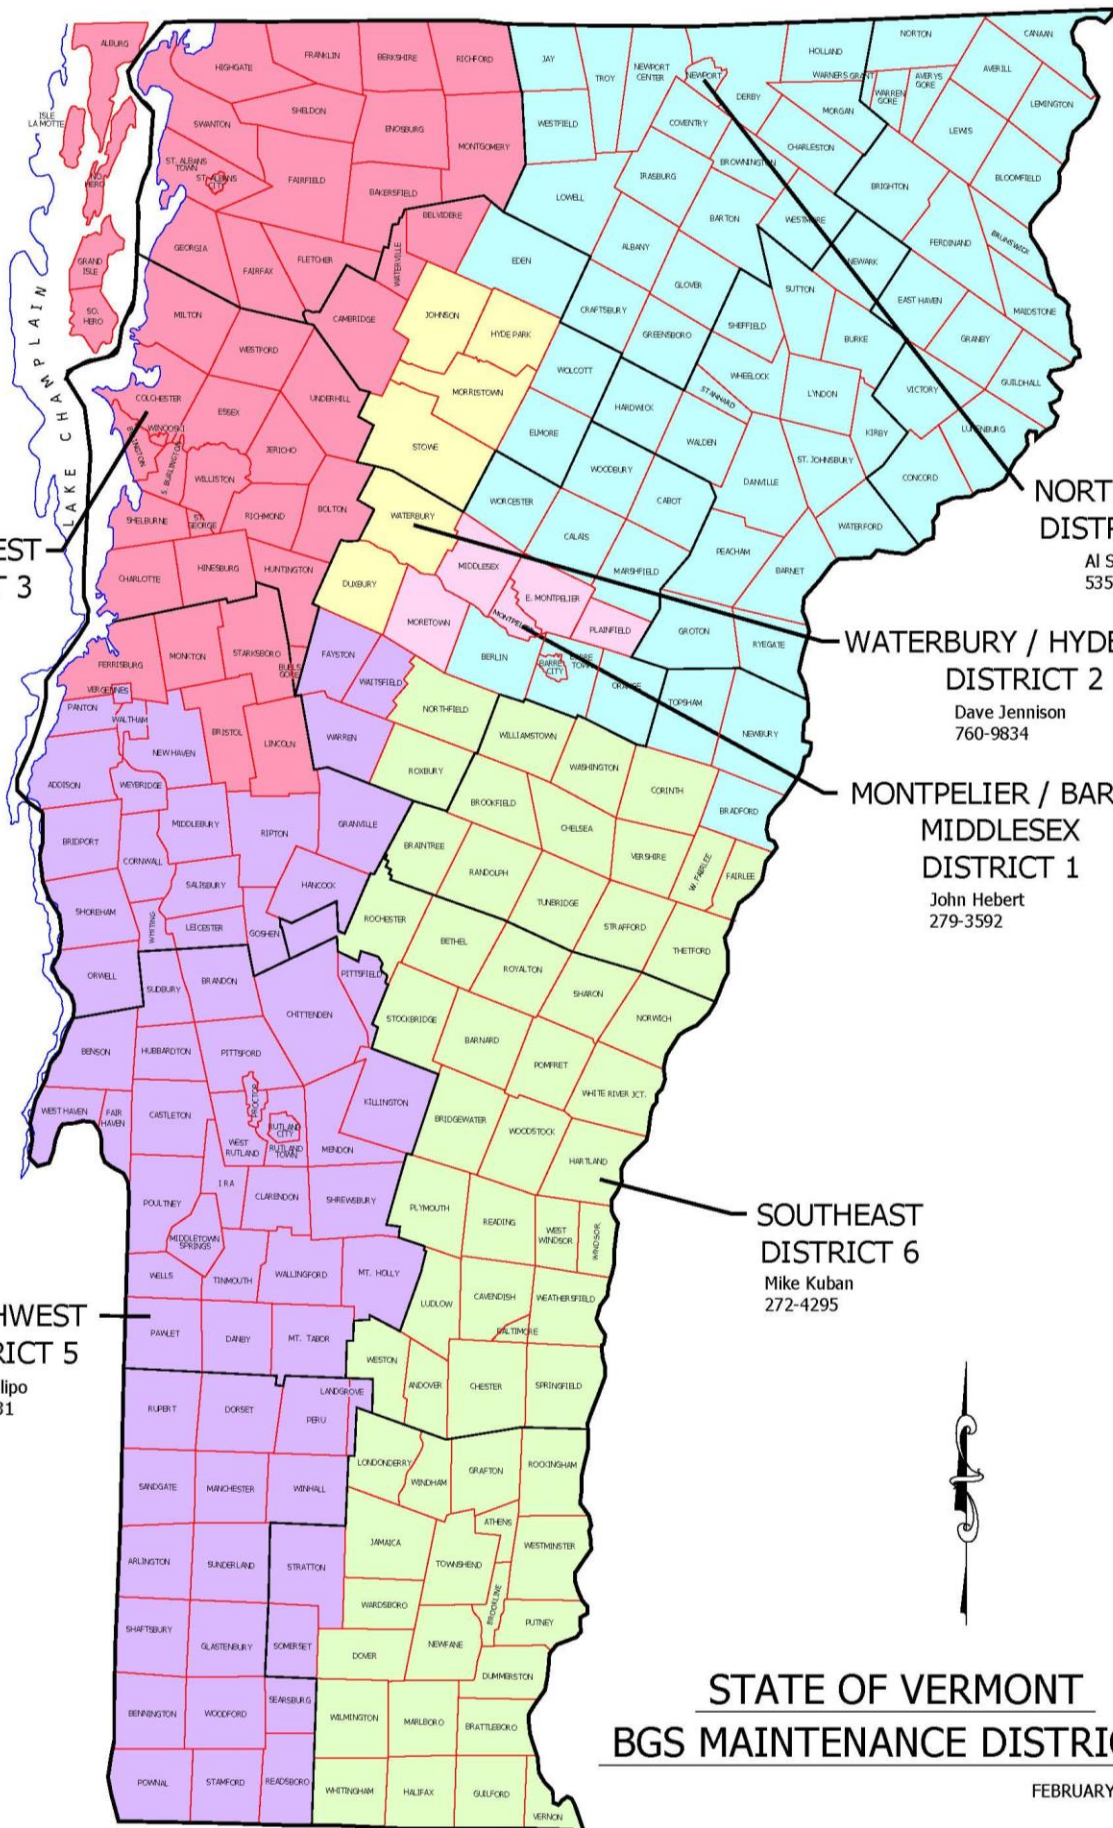 ALBURG
HIGHGATE
FRANKLIN
BERKSHIRE
RICHFORD
JAY
TROY
NEWPORT
CENTER
NEWPORT
HOLLAND
NORTON
CANAAN
DERBY
WARNERS GRANT
WARREN
GORE
AVERYS
GORE
AVERILL
LEMINGTON
ISLE
LA MOTTE
SWANTON
SHELDON
ENOSBURG
MONTGOMERY
WESTFIELD
COVENTRY
MORGAN
LEWIS
ST. ALBANS
TOWN
ST. ALBANS
CITY
FAIRFIELD
BAKERSFIELD
LOWELL
IRASBURG
BROWNINGTON
CHARLESTON
BRIGHTON
BLOOMFIELD
NO.
HERO
GEORGIA
FAIRFAX
FLETCHER
WATERVILLE
BELVIDERE
EDEN
ALBANY
BARTON
WESTMORE
NEWARK
FERDINAND
BRUNSWICK
GRAND
ISLE
SO.
HERO
MILTON
WESTFORD
CAMBRIDGE
JOHNSON
HYDE PARK
CRAFTSBURY
GLOVER
GREENSBORO
SHEFFIELD
SUTTON
BURKE
EAST HAVEN
GRANBY
MAIDSTONE
LAKE CHAMPLAIN
COLCHESTER
WINOOSKI
ESSEX
UNDERHILL
MORRISTOWN
WOLCOTT
HARDWICK
STANNARD
WHEELOCK
LYNDON
VICTORY
GUILDHALL
S. BURLINGTON
WILLISTON
JERICHO
STOWE
ELMORE
WOODBURY
WALDEN
ST. JOHNSBURY
KIRBY
LUNENBURG
CONCORD
SHELBURNE
ST.
GEORGE
RICHMOND
BOLTON
WATERBURY
WORCESTER
CALAIS
CABOT
DANVILLE
WATERFORD
CHARLOTTE
HINESBURG
HUNTINGTON
DUXBURY
MIDDLESEX
MARSHFIELD
PEACHAM
BARNET
MORETOWN
MONTPELIER
E. MONTPELIER
PLAINFIELD
GROTON
RYEGATE
FERRISBURG
MONKTON
STARKSBORO
BUELS
GORE
FAYSTON
WAITSFIELD
BERLIN
BARRE
CITY
BARRE
TOWN
ORANGE
TOPSHAM
NEWBURY
VERGENNES
PANTON
WALTHAM
NEW HAVEN
BRISTOL
LINCOLN
WARREN
NORTHFIELD
WILLIAMSTOWN
WASHINGTON
ADDISON
WEYBRIDGE
ROXBURY
BROOKFIELD
CORINTH
BRADFORD
BRIDPORT
MIDDLEBURY
RIPTON
GRANVILLE
BRAINTREE
CHELSEA
VERSHIRE
W. FAIRLEE
FAIRLEE
CORNWALL
SALISBURY
HANCOCK
RANDOLPH
TUNBRIDGE
SHOREHAM
WHITING
LEICESTER
GOSHEN
ROCHESTER
BETHEL
STRAFFORD
THETFORD
ORWELL
SUDBURY
BRANDON
CHITTENDEN
PITTSFIELD
ROYALTON
SHARON
NORWICH
STOCKBRIDGE
BARNARD
BENSON
HUBBARDTON
PITTSFORD
POMFRET
WHITE RIVER JCT.
WEST HAVEN
FAIR
HAVEN
CASTLETON
PROCTOR
RUTLAND
CITY
WEST
RUTLAND
RUTLAND
TOWN
MENDON
KILLINGTON
BRIDGEWATER
WOODSTOCK
HARTLAND
POULTNEY
IRA
CLARENDON
SHREWSBURY
PLYMOUTH
READING
WEST
WINDSOR
WINDSOR
MIDDLETOWN
SPRINGS
WELLS
TINMOUTH
WALLINGFORD
MT. HOLLY
LUDLOW
CAVENDISH
WEATHERSFIELD
BALTIMORE
PAWLET
DANBY
MT. TABOR
WESTON
ANDOVER
CHESTER
SPRINGFIELD
RUPERT
DORSET
LANDGROVE
PERU
LONDONDERRY
WINDHAM
GRAFTON
ROCKINGHAM
SANDGATE
MANCHESTER
WINHALL
JAMAICA
ATHENS
TOWNSHEND
WESTMINSTER
ARLINGTON
SUNDERLAND
STRATTON
WARDSBORO
BROOKLINE
PUTNEY
SHAFTSBURY
GLASTENBURY
SOMERSET
DOVER
NEWFANE
DUMMERSTON
BENNINGTON
WOODFORD
SEARSBURG
WILMINGTON
MARLBORO
BRATTLEBORO
POWNAL
STAMFORD
READSBORO
WHITINGHAM
HALIFAX
GUILFORD
VERNON
EST
T 3
NORT
DISTR
Al S
535
WATERBURY / HYDE
DISTRICT 2
Dave Jennison
760-9834
MONTPELIER / BAR
MIDDLESEX
DISTRICT 1
John Hebert
279-3592
SOUTHEAST
DISTRICT 6
Mike Kuban
272-4295
HWEST
RICT 5
lipo
31
STATE OF VERMONT
BGS MAINTENANCE DISTRIC
FEBRUARY